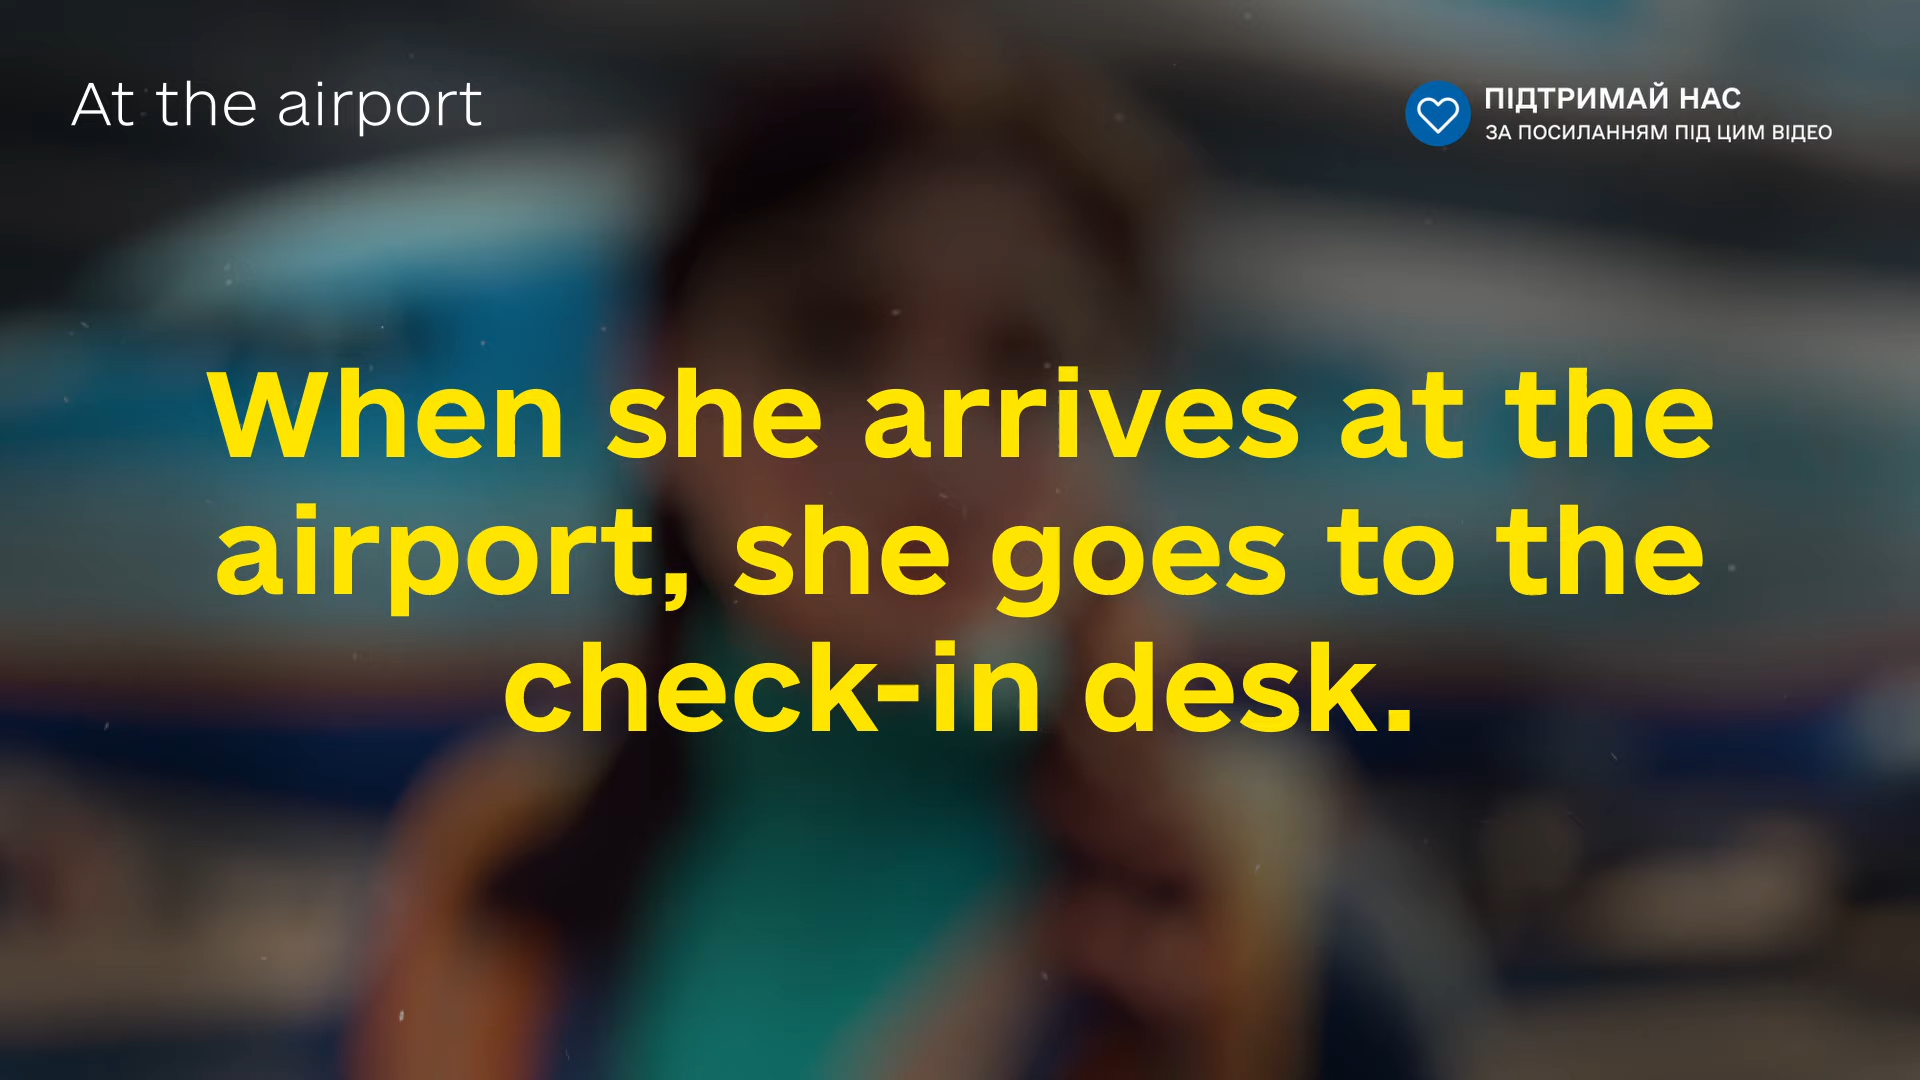 At the airport
ПІДТРИМАЙ НАС
ЗА ПОСИЛАННЯМ ПІД ЦИМ ВІДЕО
When she arrives at the
airport, she goes to the
check-in desk.